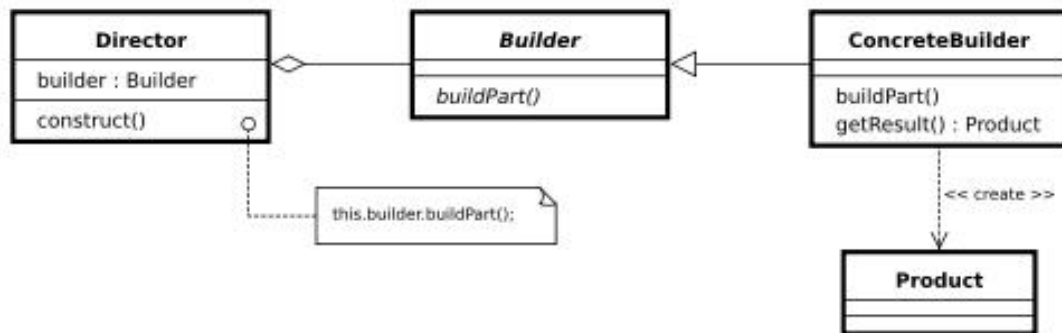 Director
builder : Builder
construct()
Builder
buildPart()
ConcreteBuilder
buildPart()
getResult() : Product
this.builder.buildPart();
<< create >>
Product